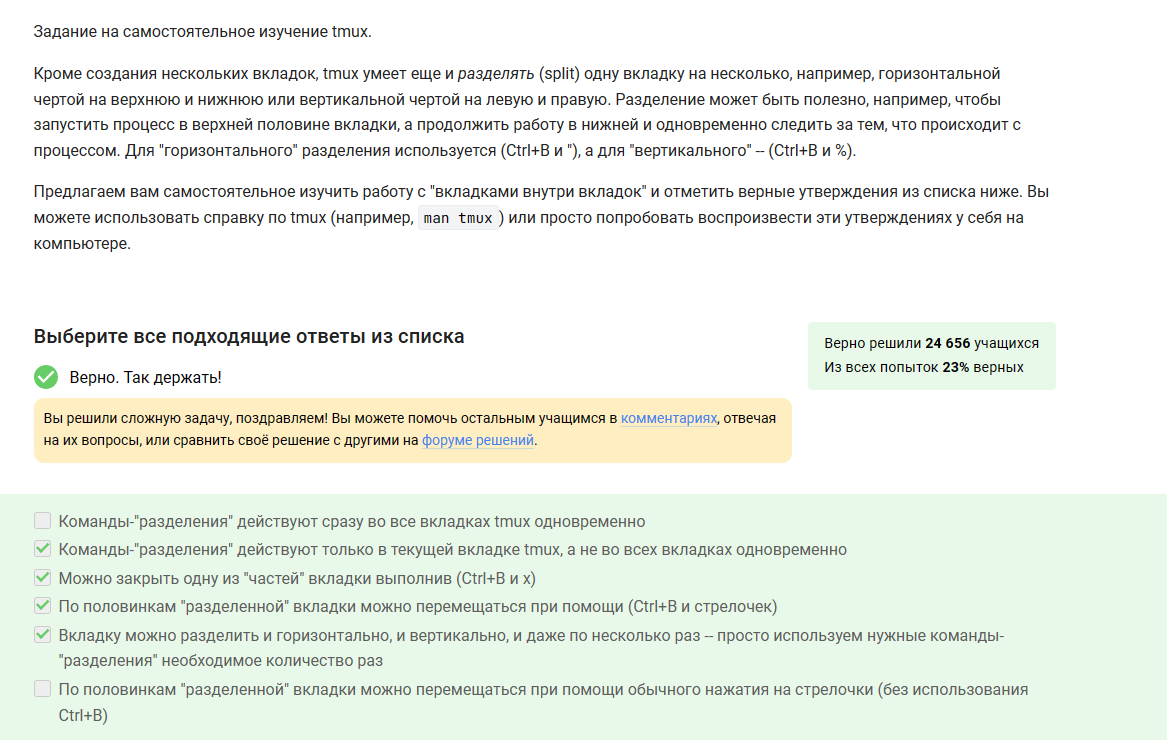 Задание на самостоятельное изучение tmux.
Кроме создания нескольких вкладок, tmux умеет еще и разделять (split) одну вкладку на несколько, например, горизонтальной
чертой на верхнюю и нижнюю или вертикальной чертой на левую и правую. Разделение может быть полезно, например, чтобы
запустить процесс в верхней половине вкладки, а продолжить работу в нижней и одновременно следить за тем, что происходит с
процессом. Для "горизонтального" разделения используется (Ctrl+B и "), а для "вертикального" -- (Ctrl+B и %).
Предлагаем вам самостоятельное изучить работу с "вкладками внутри вкладок" и отметить верные утверждения из списка ниже. Вы
можете использовать справку по tmux (например, man tmux) или просто попробовать воспроизвести эти утверждениях у себя на
компьютере.
Выберите все подходящие ответы из списка
Верно. Так держать!
Вы решили сложную задачу, поздравляем! Вы можете помочь остальным учащимся в комментариях, отвечая
на их вопросы, или сравнить своё решение с другими на форуме решений.
Верно решили 24 656 учащихся
Из всех попыток 23% верных
Команды-"разделения" действуют сразу во все вкладках tmux одновременно
Команды-"разделения" действуют только в текущей вкладке tmux, а не во всех вкладках одновременно
Можно закрыть одну из "частей" вкладки выполнив (Ctrl+B и x)
По половинкам "разделенной" вкладки можно перемещаться при помощи (Ctrl+B и стрелочек)
Вкладку можно разделить и горизонтально, и вертикально, и даже по несколько раз -- просто используем нужные команды-
"разделения" необходимое количество раз
По половинкам "разделенной" вкладки можно перемещаться при помощи обычного нажатия на стрелочки (без использования
Ctrl+B)